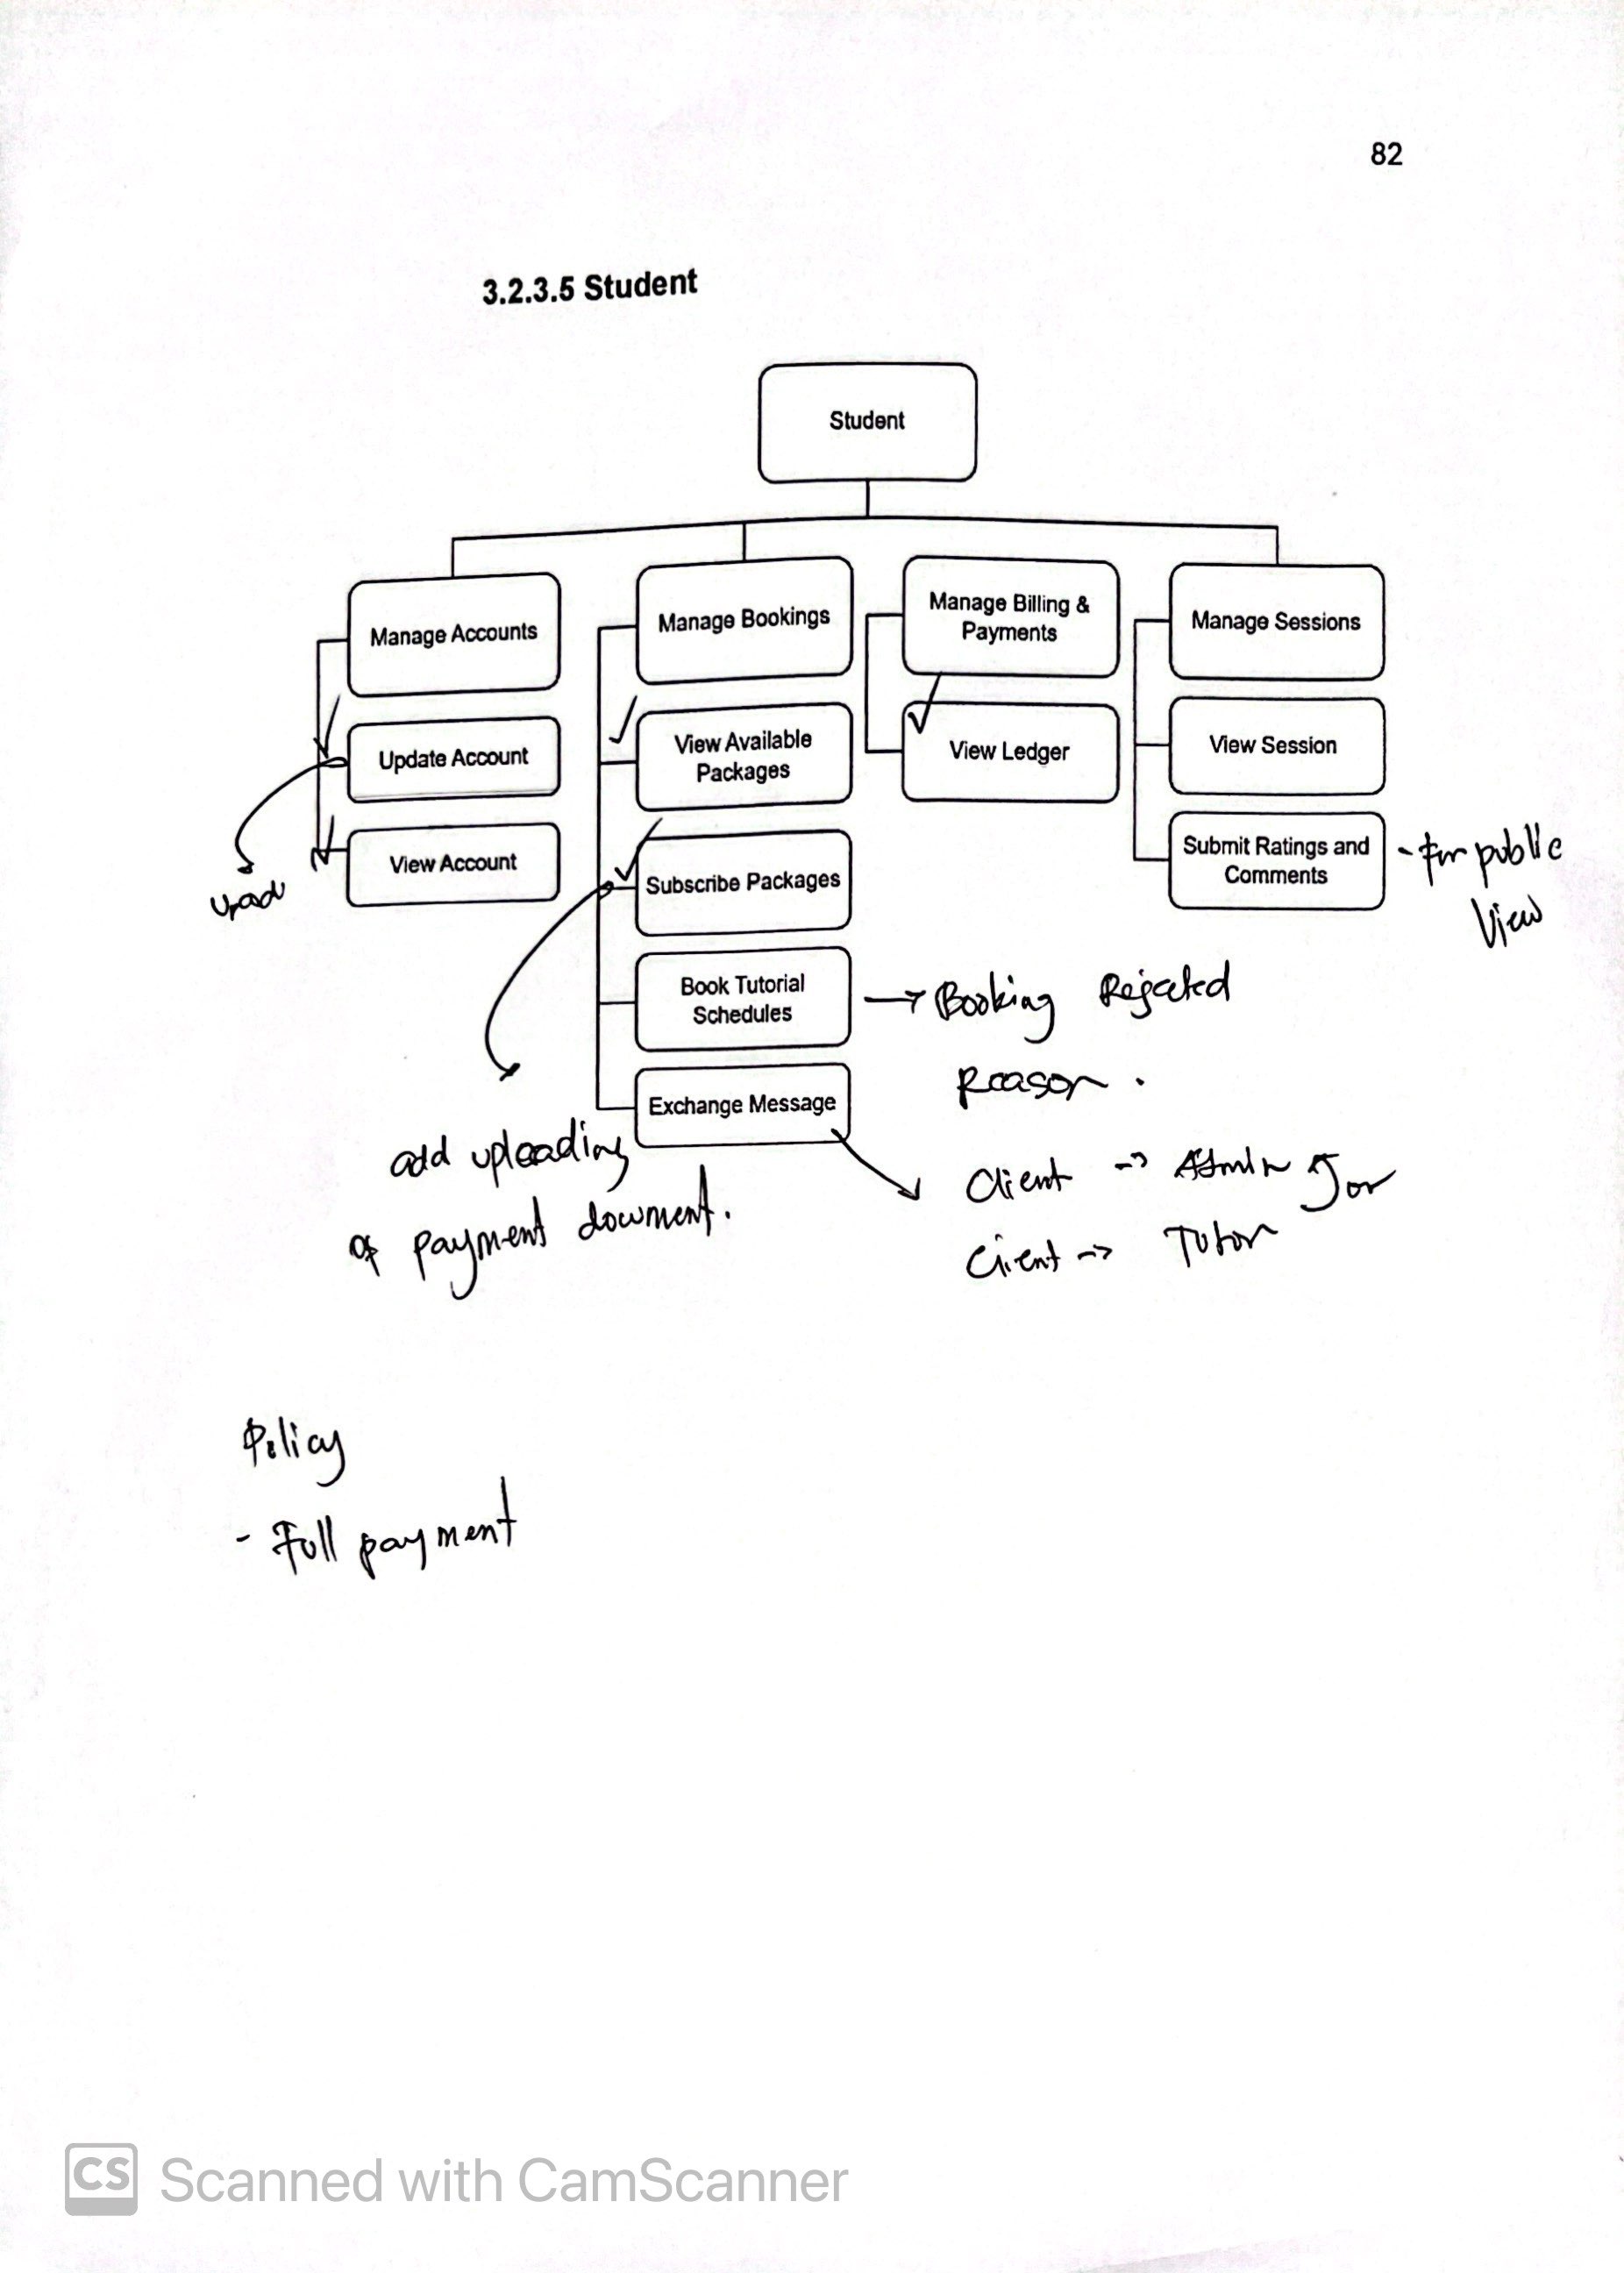 82
3.2.3.5 Student
Student
Manage Accounts
Update Account
View Account
Manage Bookings
View Available
Packages
Subscribe Packages
Book Tutorial
Schedules
Exchange Message
Manage Billing &
Payments
View Ledger
Manage Sessions
View Session
Submit Ratings and
Comments
- for public
View
→ Booking Rejected
Reason.
add uploading
of payment document.
Client -> Admin or
Client -> Tutor
Policy
- Full payment
CS Scanned with CamScanner